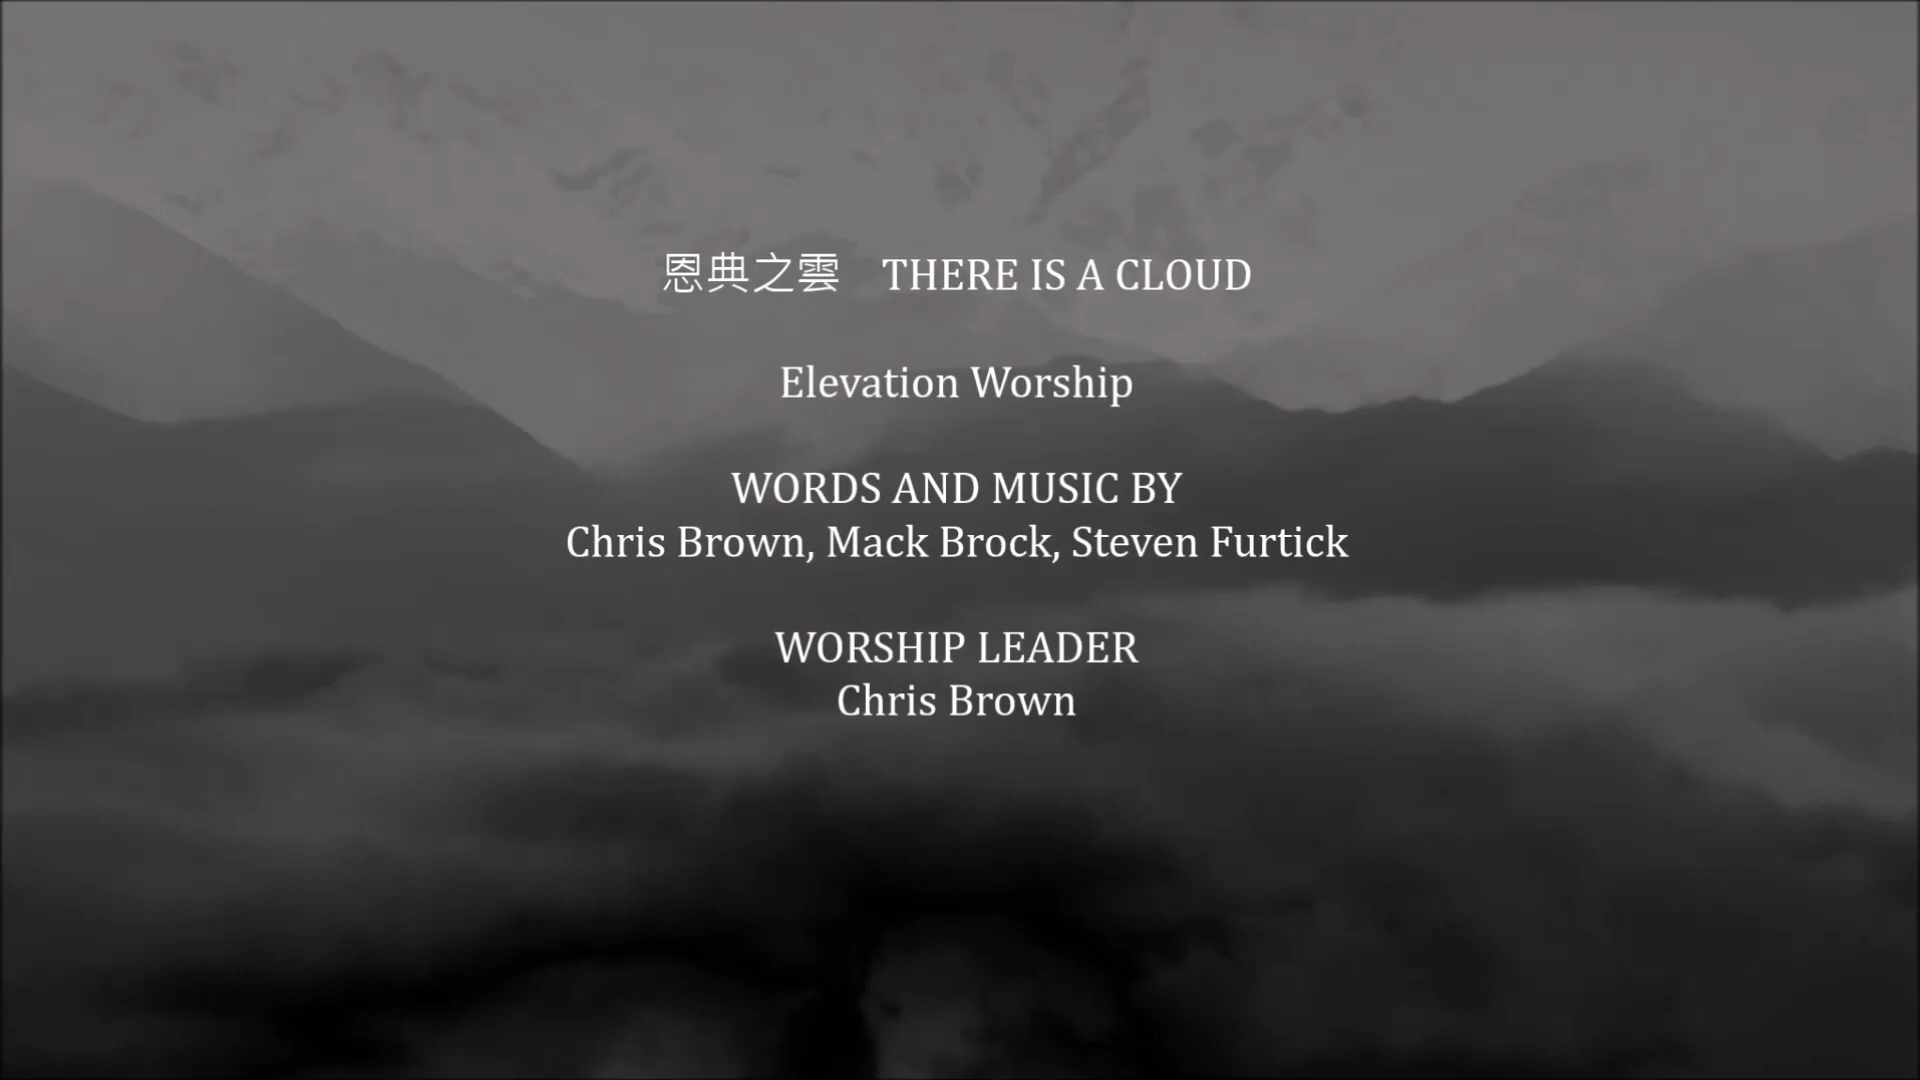 恩典之雲　THERE IS A CLOUD
Elevation Worship
WORDS AND MUSIC BY
Chris Brown, Mack Brock, Steven Furtick
WORSHIP LEADER
Chris Brown